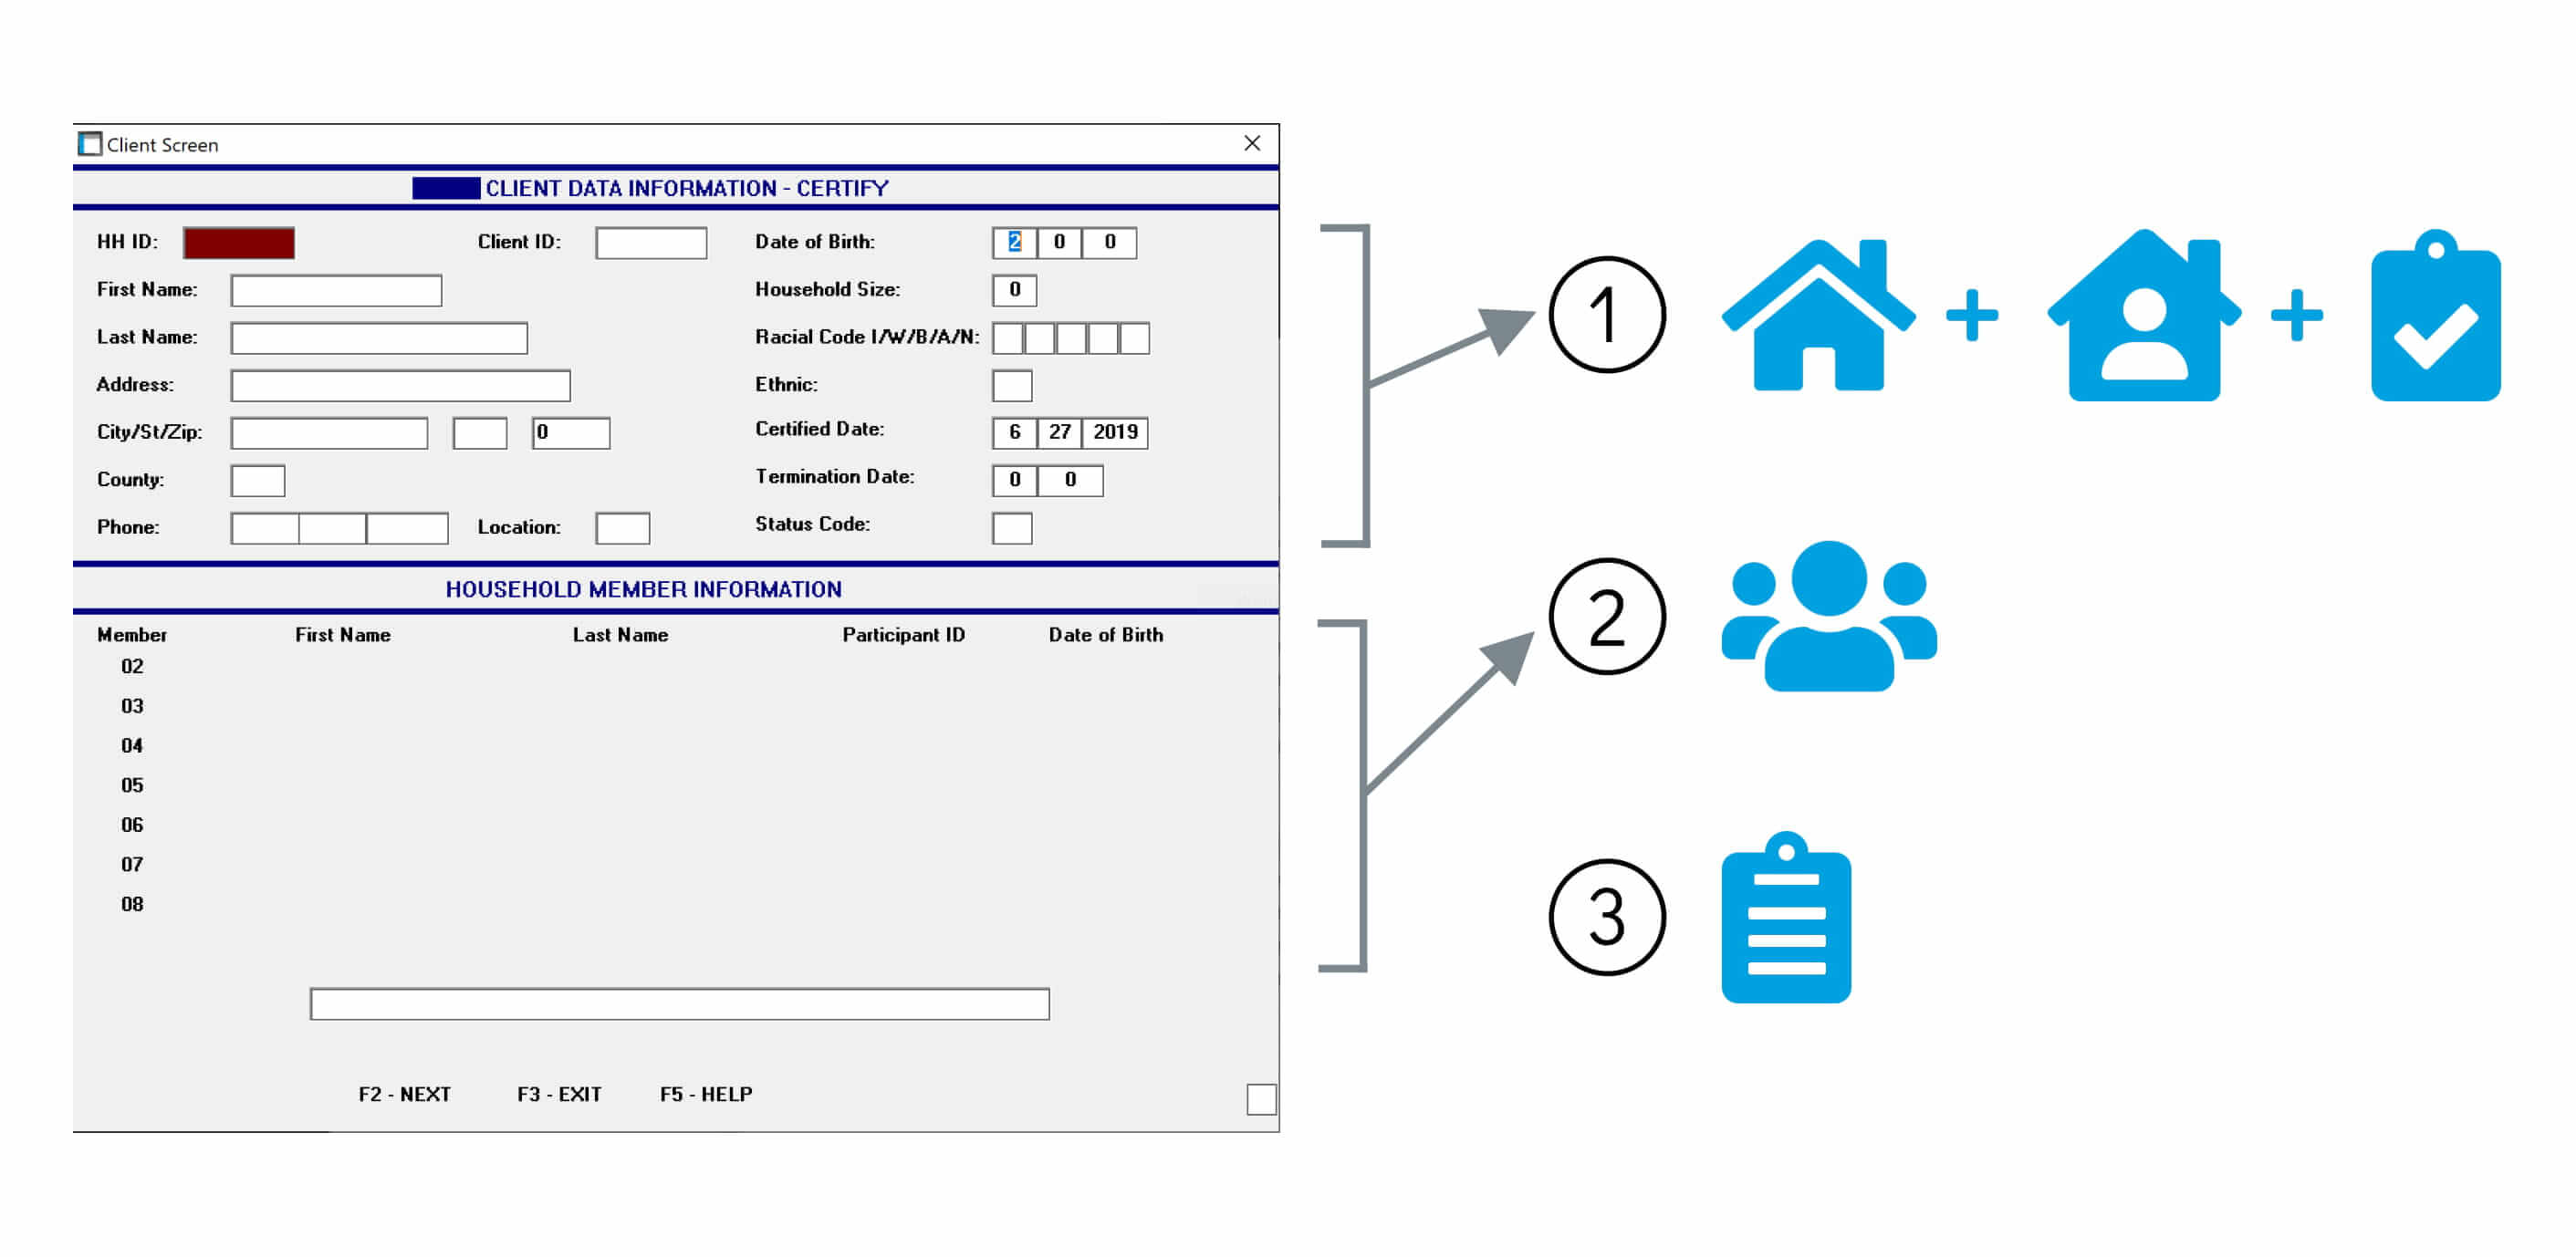 Client Screen
CLIENT DATA INFORMATION - CERTIFY
HH ID: Client ID: Date of Birth: 2 0 0
First Name: Household Size: 0
Last Name: Racial Code I/W/B/A/N:
Address: Ethnic:
City/St/Zip: 0 Certified Date: 6 27 2019
County: Termination Date: 0 0
Phone: Location: Status Code:
HOUSEHOLD MEMBER INFORMATION
Member First Name Last Name Participant ID Date of Birth
02
03
04
05
06
07
08
F2 - NEXT F3 - EXIT F5 - HELP
1
+
+
2
3